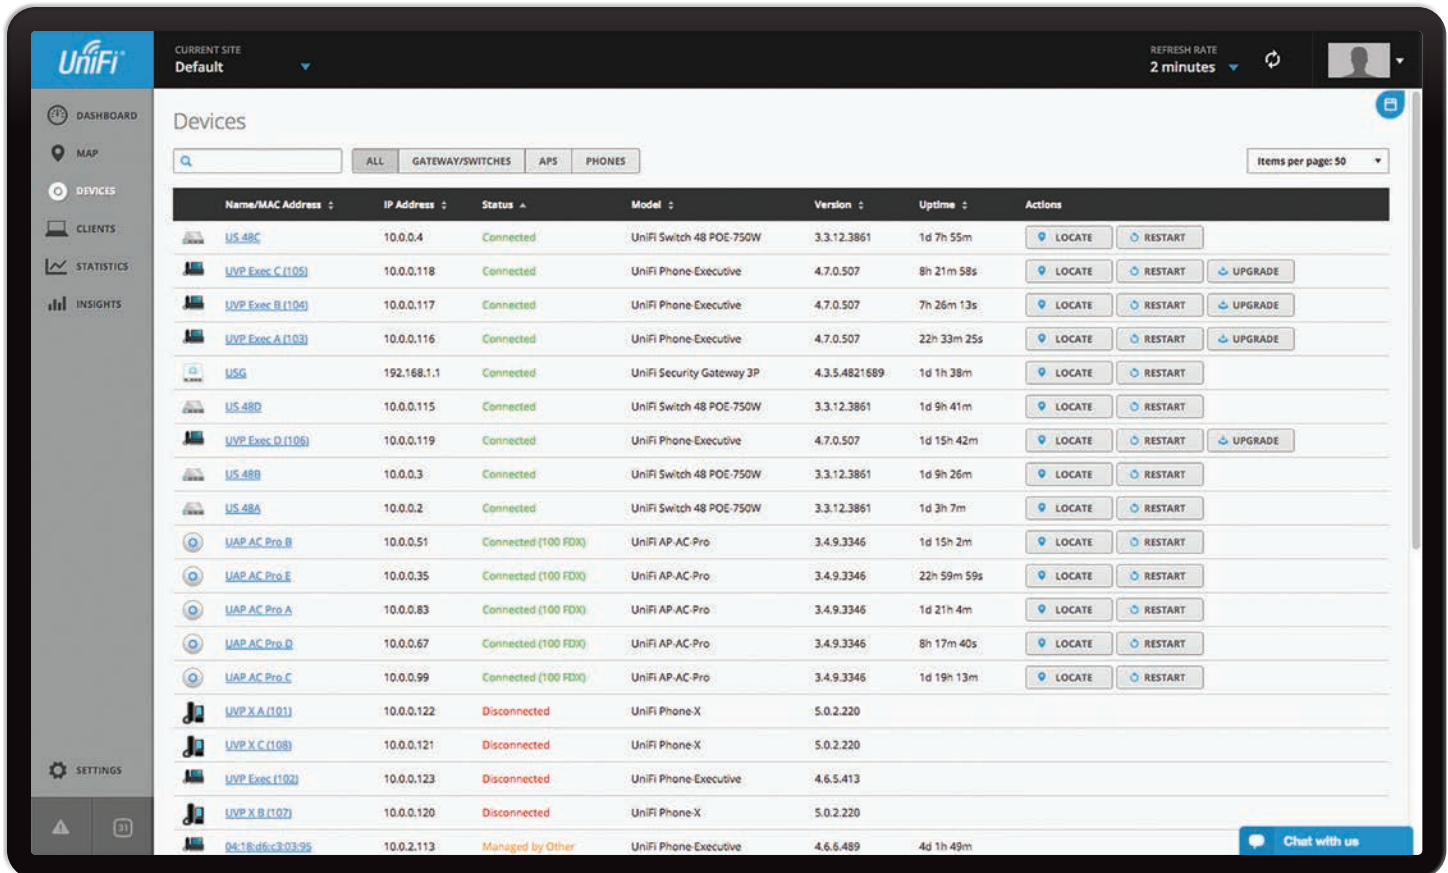 UniFi
CURRENT SITE
Default
REFRESH RATE
2 minutes
DASHBOARD
MAP
DEVICES
CLIENTS
STATISTICS
INSIGHTS
SETTINGS
31
Devices
ALL GATEWAY/SWITCHES APS PHONES
Items per page: 50
Name/MAC Address IP Address Status Model Version Uptime Actions
US 48C 10.0.0.4 Connected UniFi Switch 48 POE-750W 3.3.12.3861 1d 7h 55m LOCATE RESTART
UVP Exec C (105) 10.0.0.118 Connected UniFi Phone-Executive 4.7.0.507 8h 21m 58s LOCATE RESTART UPGRADE
UVP Exec B (104) 10.0.0.117 Connected UniFi Phone-Executive 4.7.0.507 7h 26m 13s LOCATE RESTART UPGRADE
UVP Exec A (103) 10.0.0.116 Connected UniFi Phone-Executive 4.7.0.507 22h 33m 25s LOCATE RESTART UPGRADE
USG 192.168.1.1 Connected UniFi Security Gateway 3P 4.3.5.4821689 1d 1h 38m LOCATE RESTART
US 48D 10.0.0.115 Connected UniFi Switch 48 POE-750W 3.3.12.3861 1d 9h 41m LOCATE RESTART
UVP Exec D (106) 10.0.0.119 Connected UniFi Phone-Executive 4.7.0.507 1d 15h 42m LOCATE RESTART UPGRADE
US 48B 10.0.0.3 Connected UniFi Switch 48 POE-750W 3.3.12.3861 1d 9h 26m LOCATE RESTART
US 48A 10.0.0.2 Connected UniFi Switch 48 POE-750W 3.3.12.3861 1d 3h 7m LOCATE RESTART
UAP AC Pro B 10.0.0.51 Connected (100 FDX) UniFi AP-AC-Pro 3.4.9.3346 1d 15h 2m LOCATE RESTART
UAP AC Pro E 10.0.0.35 Connected (100 FDX) UniFi AP-AC-Pro 3.4.9.3346 22h 59m 59s LOCATE RESTART
UAP AC Pro A 10.0.0.83 Connected (100 FDX) UniFi AP-AC-Pro 3.4.9.3346 1d 21h 4m LOCATE RESTART
UAP AC Pro D 10.0.0.67 Connected (100 FDX) UniFi AP-AC-Pro 3.4.9.3346 8h 17m 40s LOCATE RESTART
UAP AC Pro C 10.0.0.99 Connected (100 FDX) UniFi AP-AC-Pro 3.4.9.3346 1d 19h 13m LOCATE RESTART
UVP X A (101) 10.0.0.122 Disconnected UniFi Phone-X 5.0.2.220
UVP X C (108) 10.0.0.121 Disconnected UniFi Phone-X 5.0.2.220
UVP Exec (102) 10.0.0.123 Disconnected UniFi Phone-Executive 4.6.5.413
UVP X B (107) 10.0.0.120 Disconnected UniFi Phone-X 5.0.2.220
04:18:d6:c3:03:95 10.0.2.113 Managed by Other UniFi Phone-Executive 4.6.6.489 4d 1h 49m
Chat with us